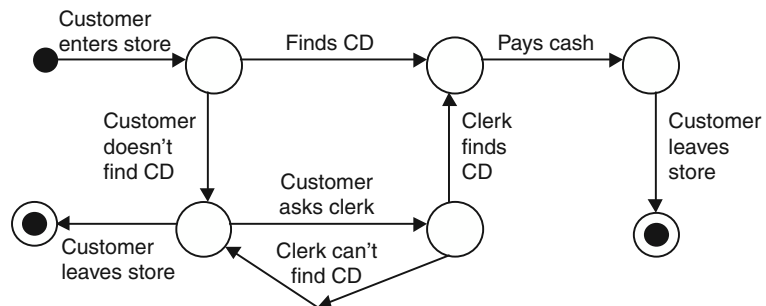 Customer
enters store
Finds CD
Pays cash
Customer
doesn't
find CD
Clerk
finds
CD
Customer
leaves
store
Customer
asks clerk
Customer
leaves store
Clerk can't
find CD